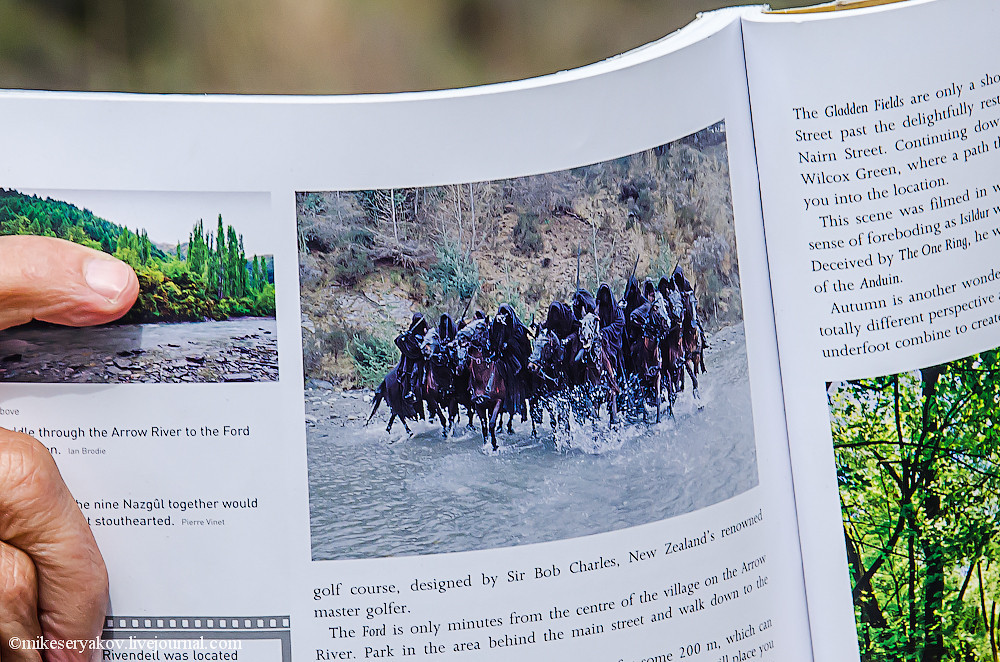 bove
dle through the Arrow River to the Ford
n. Ian Brodie
he nine Nazgûl together would
t stouthearted. Pierre Vinet
Rivendell was located
golf course, designed by Sir Bob Charles, New Zealand's renowned
master golfer.
The Ford is only minutes from the centre of the village on the Arrow
River. Park in the area behind the main street and walk down to the
some 200 m, which can
will place you
The Gladden Fields are only a sho
Street past the delightfully rest
Nairn Street. Continuing dow
Wilcox Green, where a path th
you into the location.
This scene was filmed in w
sense of foreboding as Isildur w
Deceived by The One Ring, he w
of the Anduin.
Autumn is another wonde
totally different perspective
underfoot combine to create
©mikeseryakov.livejournal.com